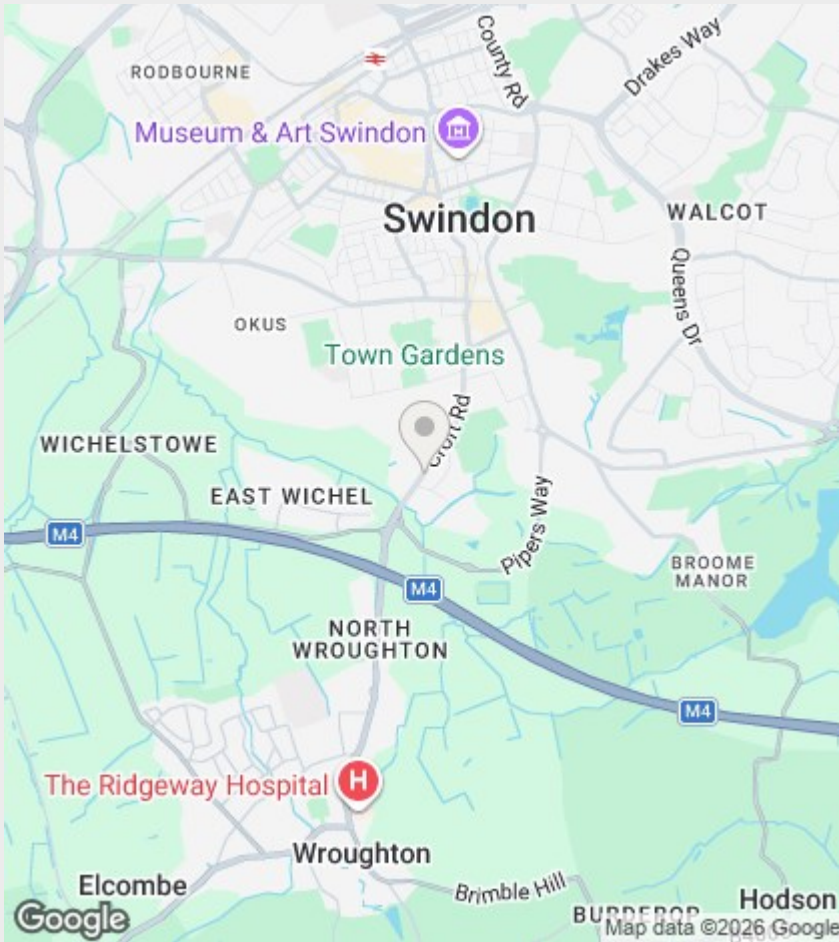 County Rd
Drakes Way
RODBOURNE
Museum & Art Swindon
Swindon
WALCOT
Queens Dr
OKUS
Town Gardens
Croft Rd
WICHELSTOWE
EAST WICHEL
Pipers Way
M4
BROOME
MANOR
M4
NORTH
WROUGHTON
M4
The Ridgeway Hospital
H
Wroughton
Elcombe
Brimble Hill
Hodson
BURDEROP
Google
Map data ©2026 Google